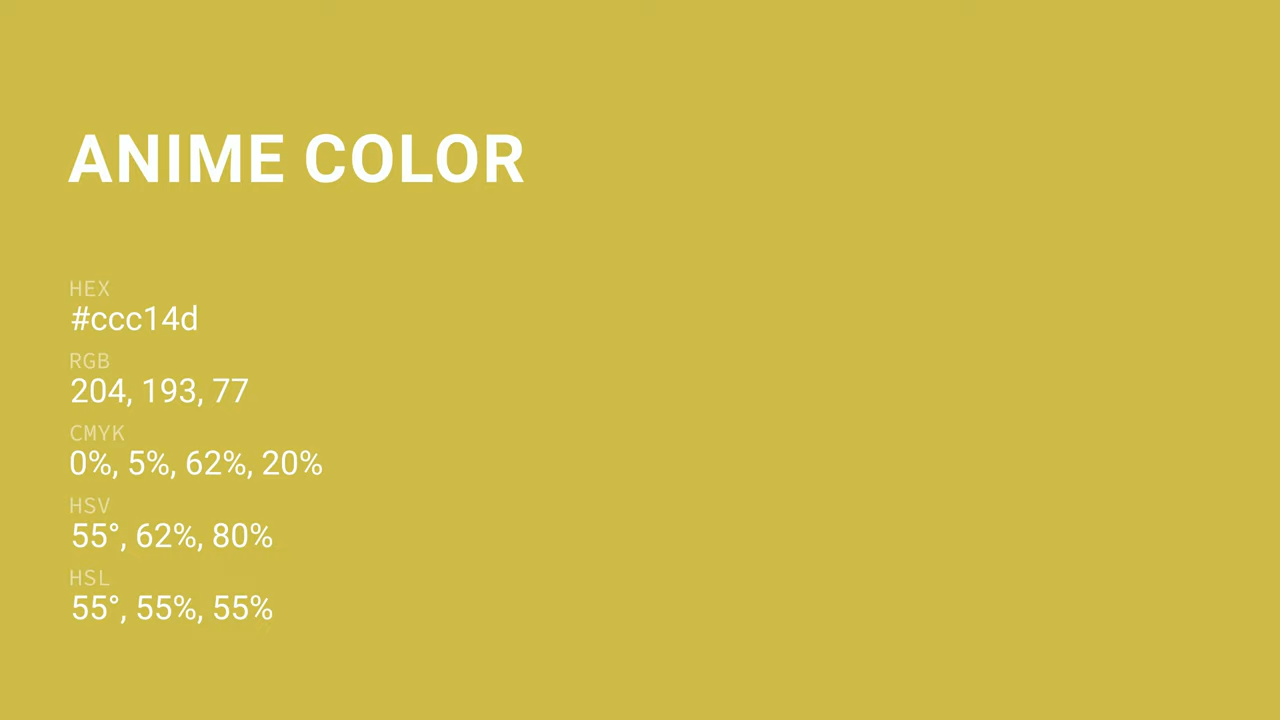 ANIME COLOR
HEX
#ccc14d
RGB
204, 193, 77
CMYK
0%, 5%, 62%, 20%
HSV
55°, 62%, 80%
HSL
55°, 55%, 55%